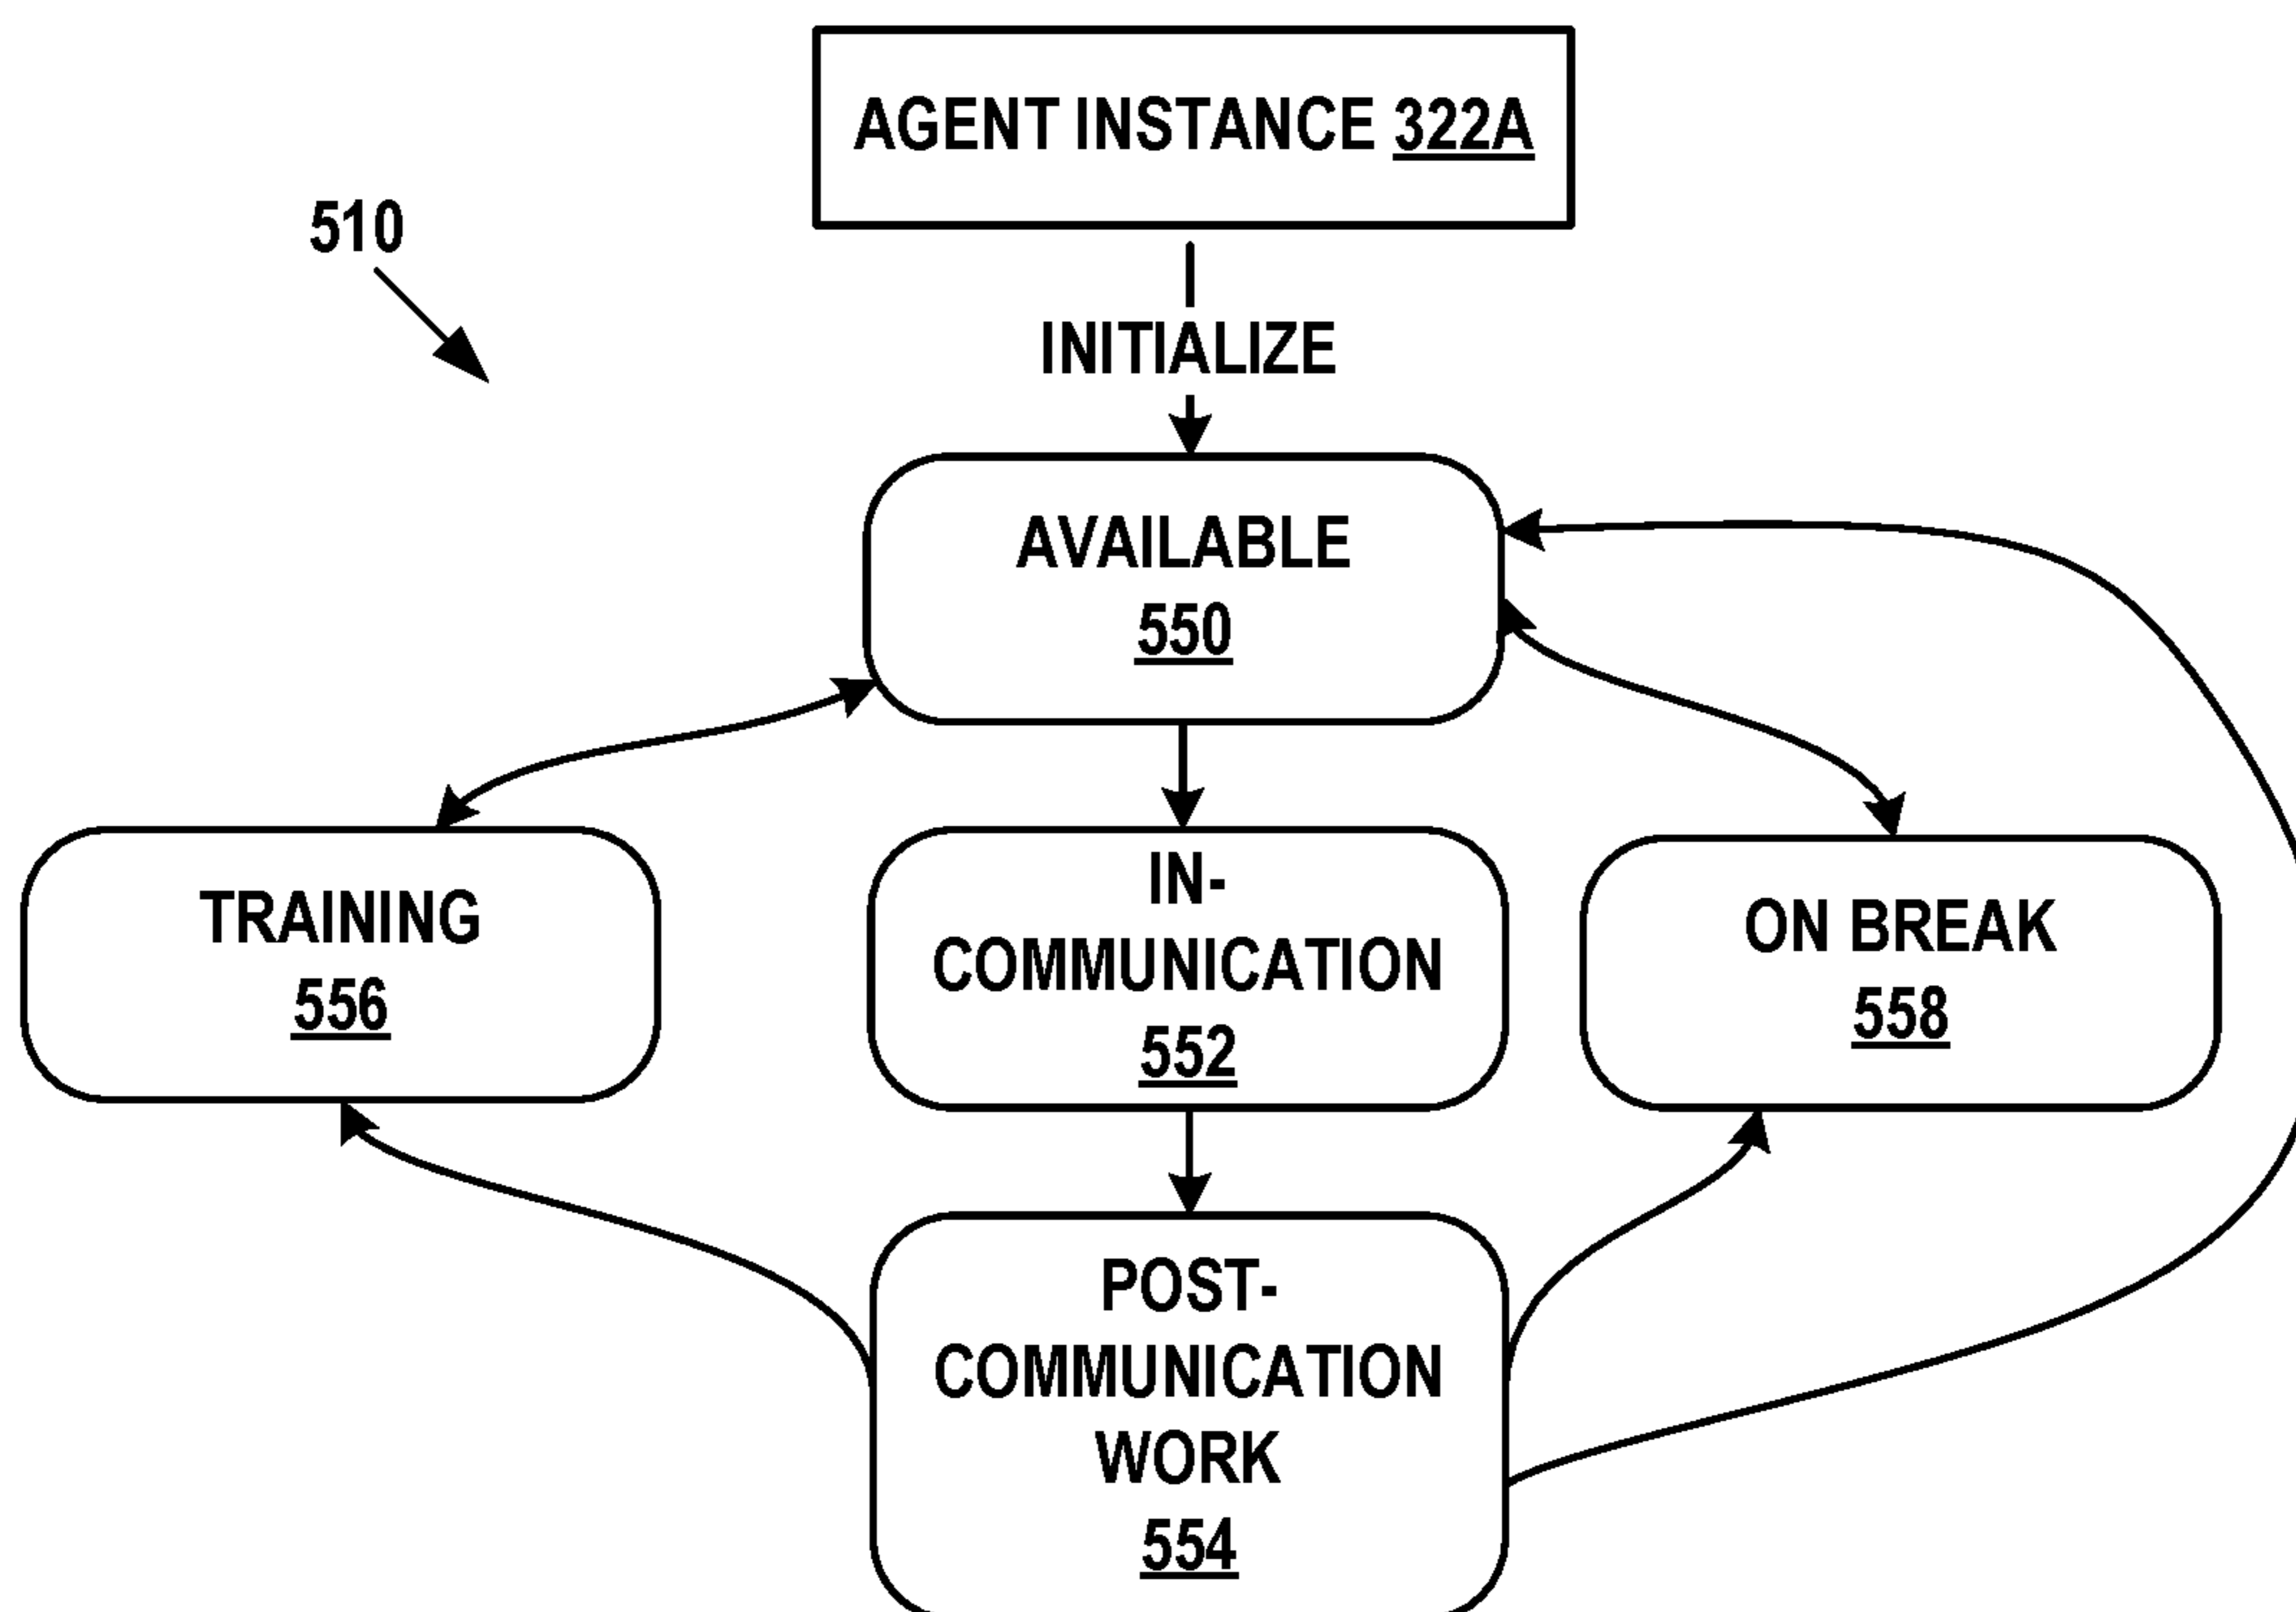 AGENT INSTANCE 322A
510
INITIALIZE
AVAILABLE
550
TRAINING
556
IN-
COMMUNICATION
552
ON BREAK
558
POST-
COMMUNICATION
WORK
554